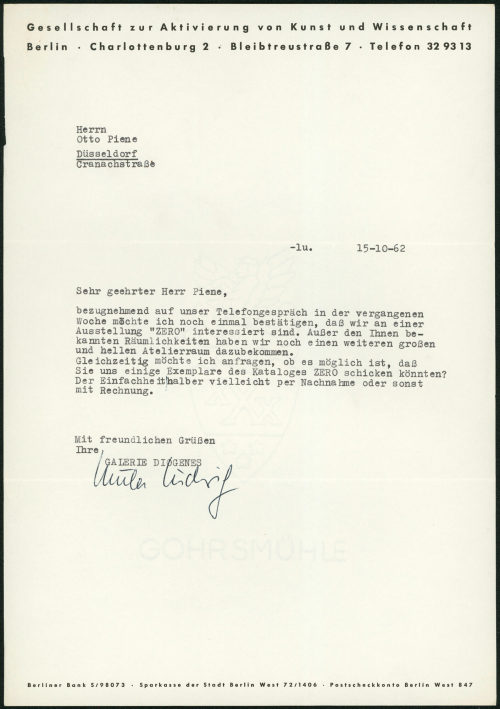 Gesellschaft zur Aktivierung von Kunst und Wissenschaft
Berlin · Charlottenburg 2 · Bleibtreustraße 7 · Telefon 32 93 13
Herrn
Otto Piene
Düsseldorf
Cranachstraße
-lu. 15-10-62
Sehr geehrter Herr Piene,
bezugnehmend auf unser Telefongespräch in der vergangenen
Woche möchte ich noch einmal bestätigen, daß wir an einer
Ausstellung "ZERO" interessiert sind. Außer den Ihnen be-
kannten Räumlichkeiten haben wir noch einen weiteren großen
und hellen Atelierraum dazubekommen.
Gleichzeitig möchte ich anfragen, ob es möglich ist, daß
Sie uns einige Exemplare des Kataloges ZERO schicken könnten?
Der Einfachheithalber vielleicht per Nachnahme oder sonst
mit Rechnung.
Mit freundlichen Grüßen
Ihre
GALERIE DIOGENES
Ludwig
GOHRSMÜHLE
Berliner Bank 5/98073 · Sparkasse der Stadt Berlin West 72/1406 · Postscheckkonto Berlin West 847